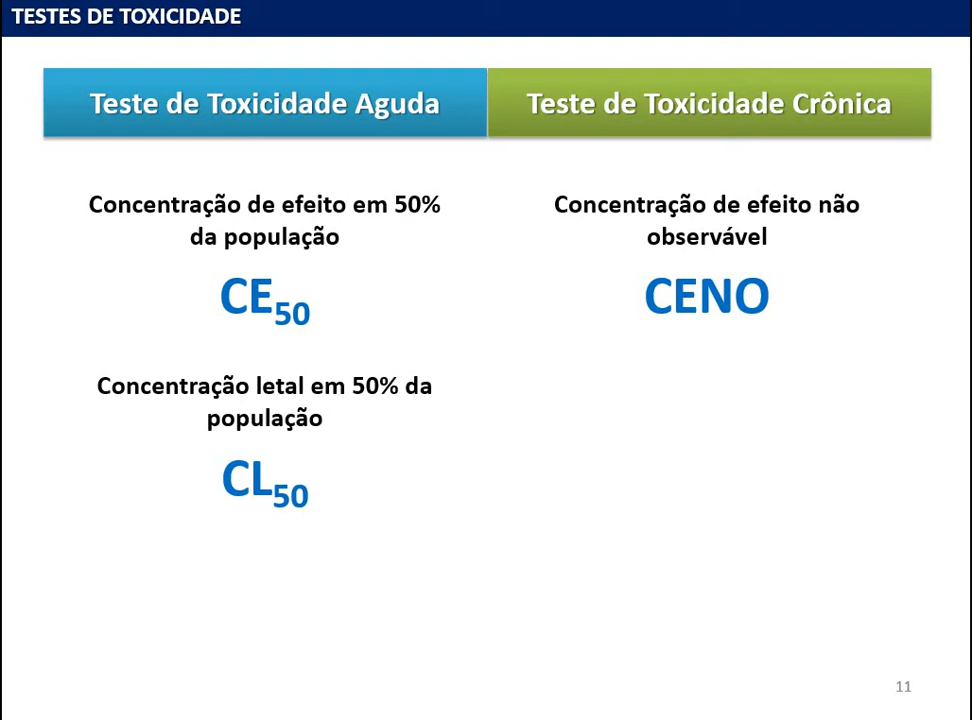 TESTES DE TOXICIDADE
Teste de Toxicidade Aguda
Teste de Toxicidade Crônica
Concentração de efeito em 50%
da população
CE50
Concentração letal em 50% da
população
CL50
Concentração de efeito não
observável
CENO
11